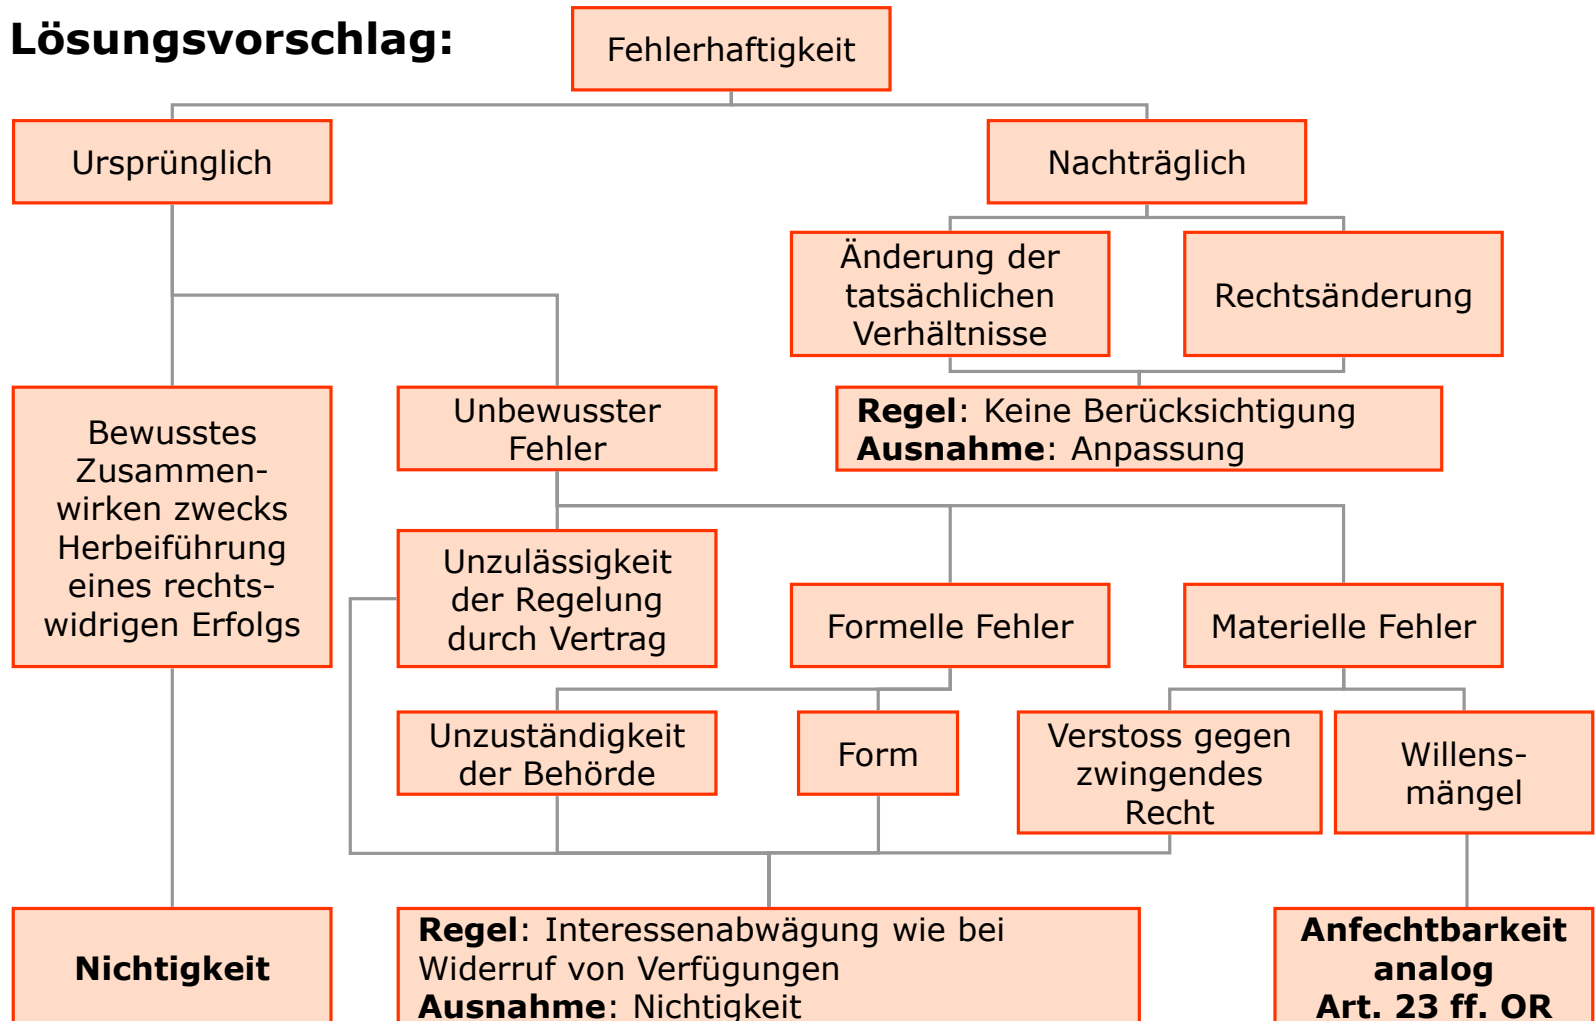 Lösungsvorschlag:
Fehlerhaftigkeit
Ursprünglich
Nachträglich
Änderung der
tatsächlichen
Verhältnisse
Rechtsänderung
Regel: Keine Berücksichtigung
Ausnahme: Anpassung
Bewusstes
Zusammen-
wirken zwecks
Herbeiführung
eines rechts-
widrigen Erfolgs
Unbewusster
Fehler
Unzulässigkeit
der Regelung
durch Vertrag
Formelle Fehler
Materielle Fehler
Unzuständigkeit
der Behörde
Form
Verstoss gegen
zwingendes
Recht
Willens-
mängel
Nichtigkeit
Regel: Interessenabwägung wie bei
Widerruf von Verfügungen
Ausnahme: Nichtigkeit
Anfechtbarkeit
analog
Art. 23 ff. OR